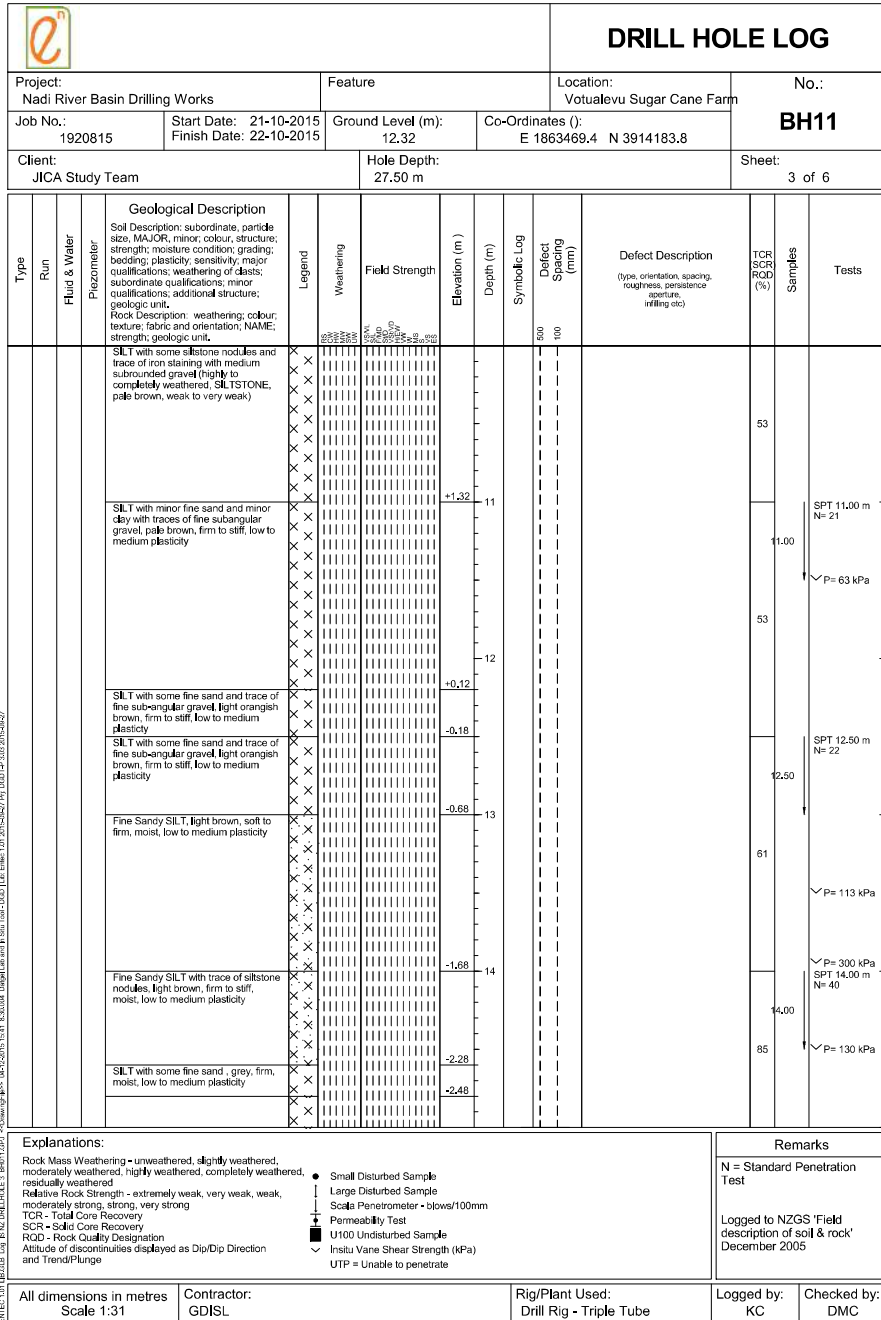 DRILL HOLE LOG
Project:
Nadi River Basin Drilling Works
Feature
Location:
Votualevu Sugar Cane Farm
No.:
BH11
Job No.:
1920815
Start Date: 21-10-2015
Finish Date: 22-10-2015
Ground Level (m):
12.32
Co-Ordinates ():
E 1863469.4 N 3914183.8
Client:
JICA Study Team
Hole Depth:
27.50 m
Sheet:
3 of 6
Type
Run
Fluid & Water
Piezometer
Geological Description
Soil Description: subordinate, particle
size, MAJOR, minor; colour, structure;
strength; moisture condition; grading;
bedding; plasticity; sensitivity; major
qualifications; weathering of clasts;
subordinate qualifications; minor
qualifications; additional structure;
geologic unit.
Rock Description: weathering; colour;
texture; fabric and orientation; NAME;
strength; geologic unit.
Legend
Weathering
Field Strength
Elevation (m )
Depth (m)
Symbolic Log
Defect
Spacing
(mm)
500
100
Defect Description
(type, orientation, spacing,
roughness, persistence
aperture,
infilling etc)
TCR
(SCR)
RQD
(%)
Samples
Tests
SILT with some siltstone nodules and
trace of iron staining with medium
subrounded gravel (highly to
completely weathered, SILTSTONE,
pale brown, weak to very weak)
53
+1.32
11
SILT with minor fine sand and minor
clay with traces of fine subangular
gravel, pale brown, firm to stiff, low to
medium plasticity
SPT 11.00 m
N= 21
11.00
P= 63 kPa
53
12
+0.12
SILT with some fine sand and trace of
fine sub-angular gravel, light orangish
brown, firm to stiff, low to medium
plasticty
-0.18
SILT with some fine sand and trace of
fine sub-angular gravel, light orangish
brown, firm to stiff, low to medium
plasticity
SPT 12.50 m
N= 22
12.50
-0.68
13
Fine Sandy SILT, light brown, soft to
firm, moist, low to medium plasticity
61
P= 113 kPa
P= 300 kPa
-1.68
14
Fine Sandy SILT with trace of siltstone
nodules, light brown, firm to stiff,
moist, low to medium plasticity
SPT 14.00 m
N= 40
14.00
85
P= 130 kPa
-2.28
SILT with some fine sand , grey, firm,
moist, low to medium plasticity
-2.48
Explanations:
Rock Mass Weathering - unweathered, slightly weathered,
moderately weathered, highly weathered, completely weathered,
residually weathered
Relative Rock Strength - extremely weak, very weak, weak,
moderately strong, strong, very strong
TCR - Total Core Recovery
SCR - Solid Core Recovery
RQD - Rock Quality Designation
Attitude of discontinuities displayed as Dip/Dip Direction
and Trend/Plunge
Small Disturbed Sample
Large Disturbed Sample
Scala Penetrometer - blows/100mm
Permeability Test
U100 Undisturbed Sample
Insitu Vane Shear Strength (kPa)
UTP = Unable to penetrate
Remarks
N = Standard Penetration
Test
Logged to NZGS 'Field
description of soil & rock'
December 2005
All dimensions in metres
Scale 1:31
Contractor:
GDISL
Rig/Plant Used:
Drill Rig - Triple Tube
Logged by:
KC
Checked by:
DMC